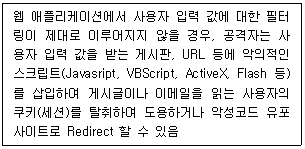 웹 애플리케이션에서 사용자 입력 값에 대한 필터
링이 제대로 이루어지지 않을 경우, 공격자는 사
용자 입력 값을 받는 게시판, URL 등에 악의적인
스크립트(Javasript, VBScript, ActiveX, Flash 등)
를 삽입하여 게시글이나 이메일을 읽는 사용자의
쿠키(세션)를 탈취하여 도용하거나 악성코드 유포
사이트로 Redirect 할 수 있음